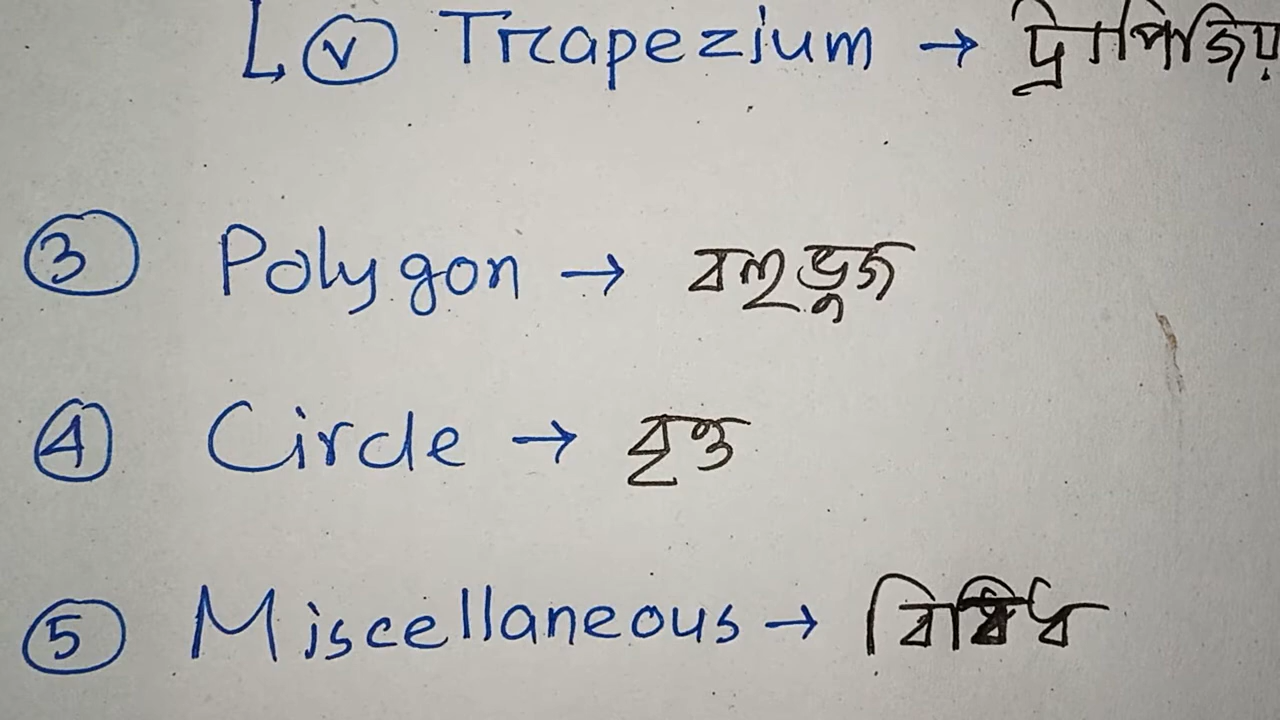 ↳ (v) Trapezium → ট্রাপিজিয়
(3) Polygon → বহুভুজ
(4) Circle → বৃত্ত
(5) Miscellaneous → বিবিধ